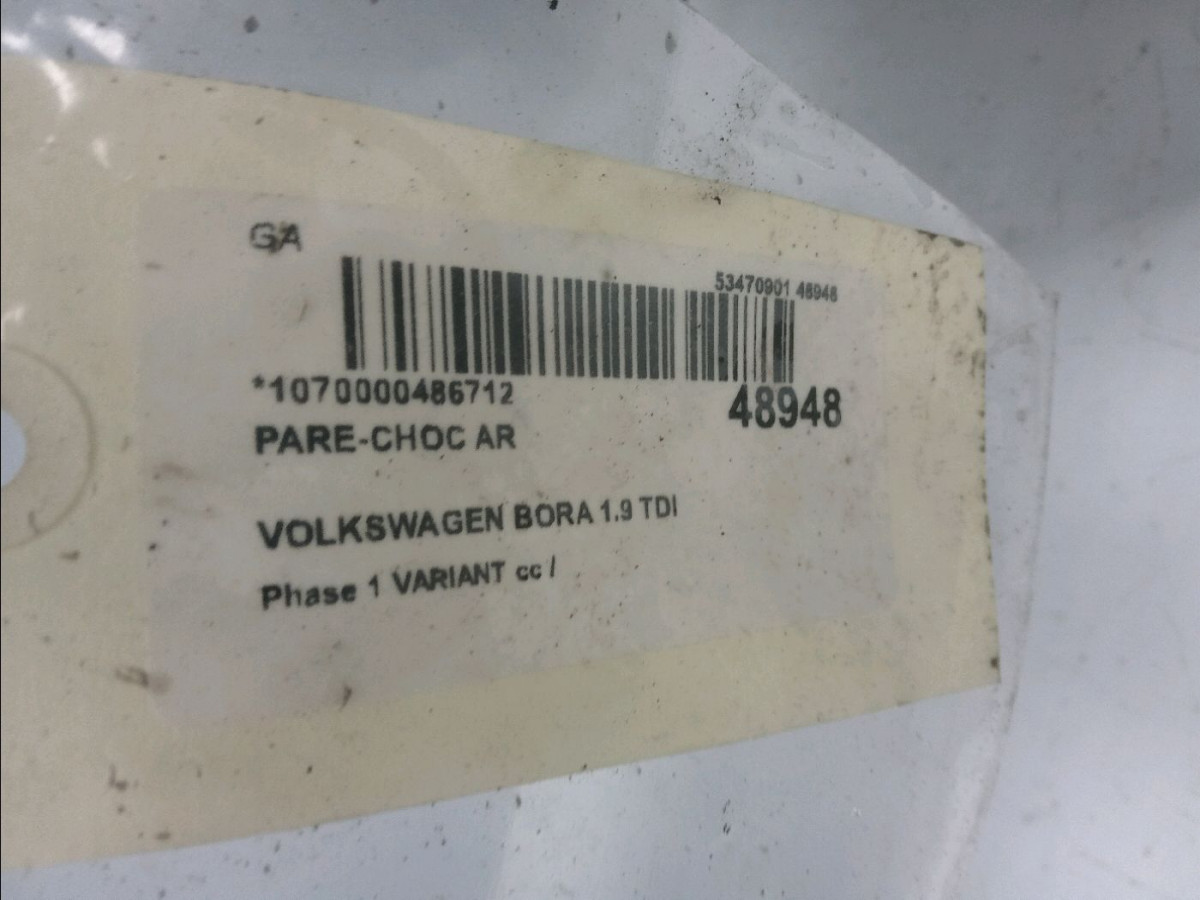 GA
53470901 48948
*1070000486712
48948
PARE-CHOC AR
VOLKSWAGEN BORA 1.9 TDI
Phase 1 VARIANT cc /